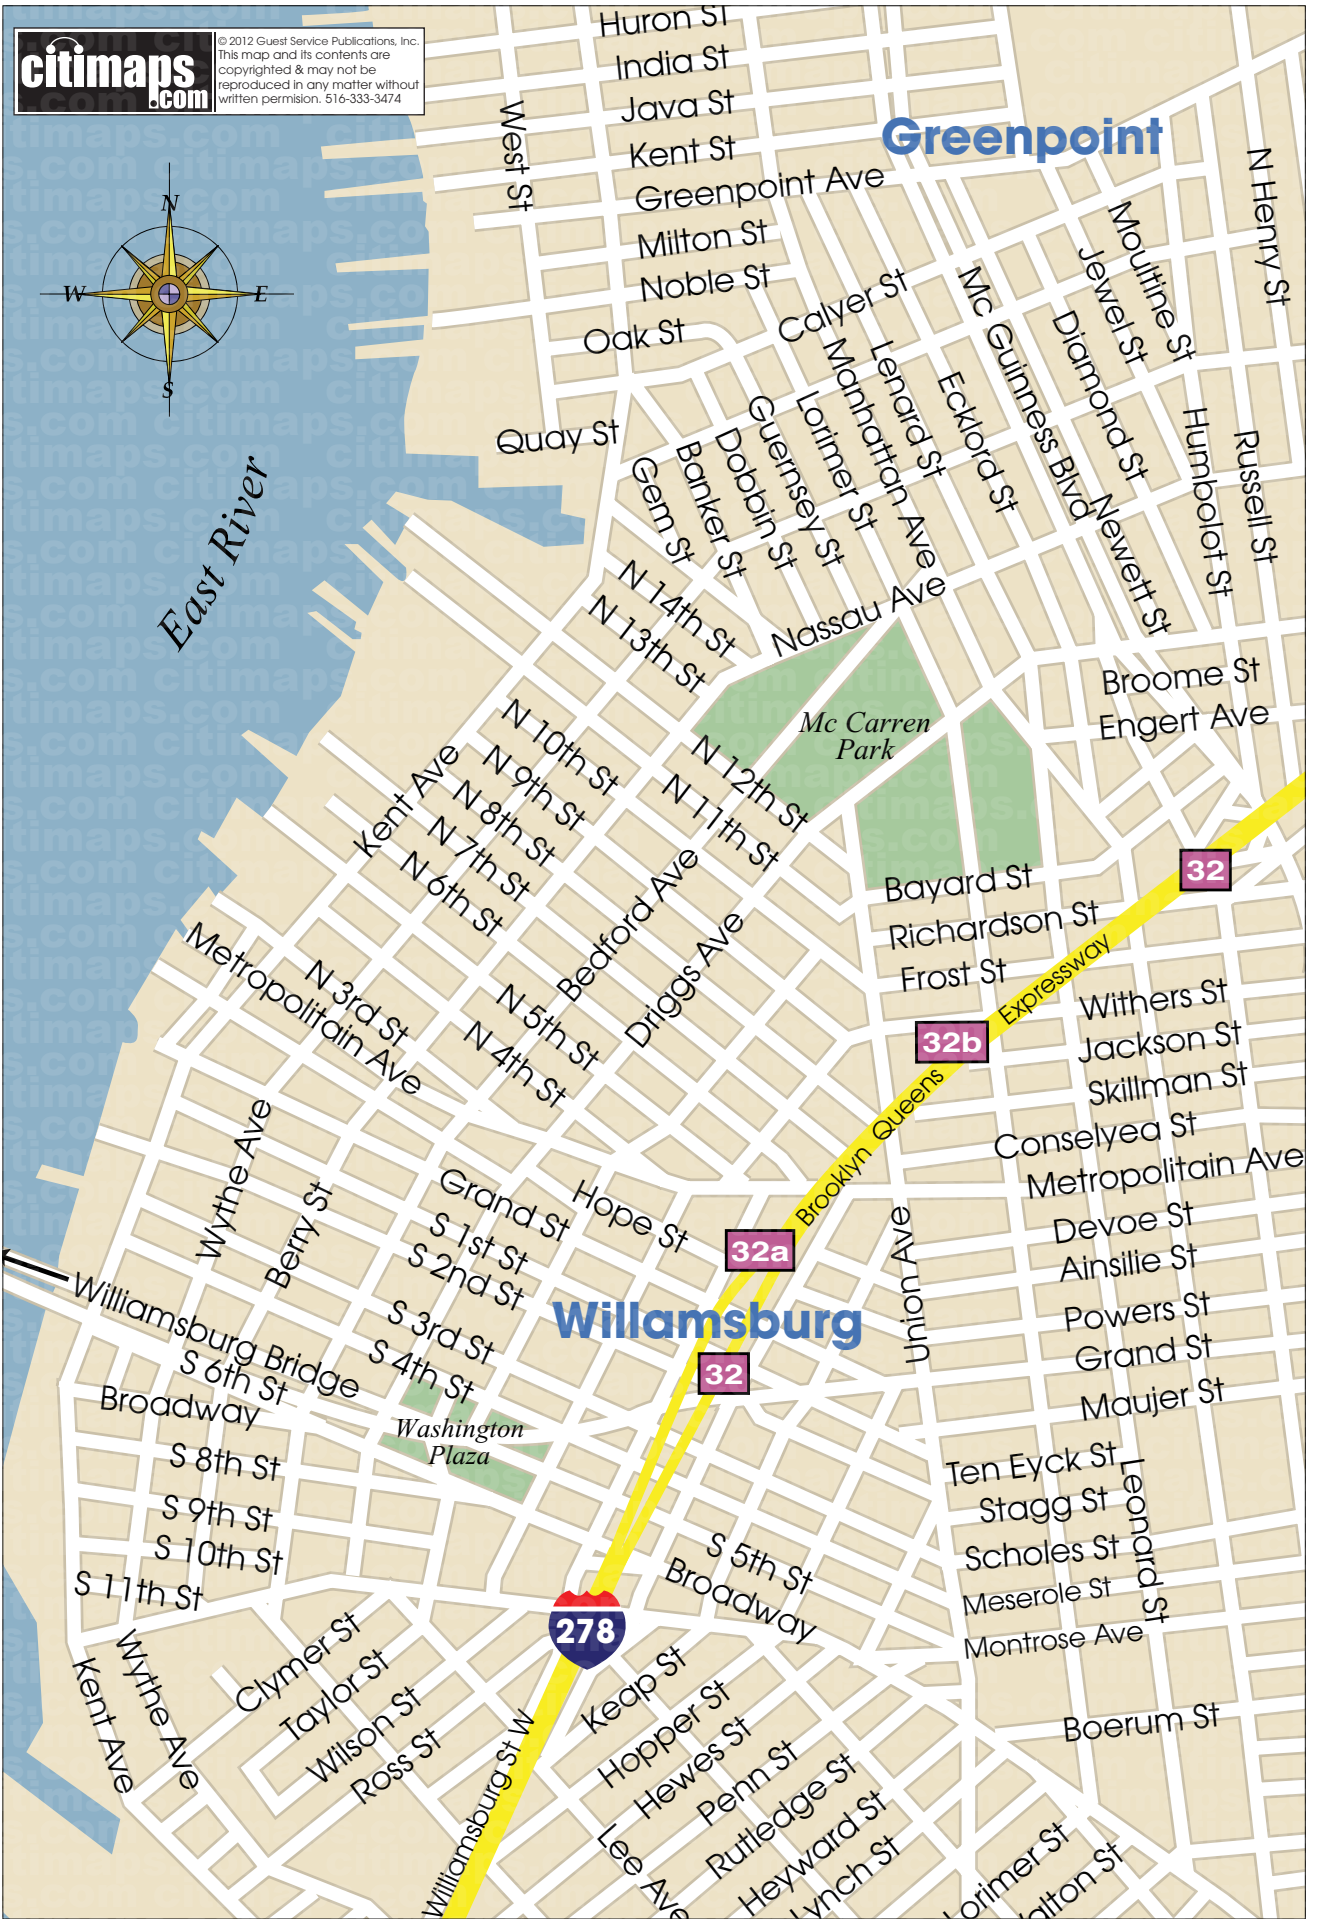 citimaps
.com
© 2012 Guest Service Publications, Inc.
This map and its contents are
copyrighted & may not be
reproduced in any matter without
written permision. 516-333-3474
Huron St
India St
Java St
Kent St
Greenpoint
West St
Greenpoint Ave
N Henry St
Milton St
Noble St
Moultine St
Jewel St
Calyer St
Oak St
Mc Guinness Blvd
Diamond St
Manhattan Ave
Lenard St
Ecklord St
Lorimer St
Guernsey St
Dobbin St
Banker St
Gem St
Quay St
Humbolot St
Russell St
Newett St
N
W
E
S
East River
N 14th St
N 13th St
Nassau Ave
Broome St
Engert Ave
Mc Carren
Park
N 12th St
N 11th St
N 10th St
N 9th St
N 8th St
N 7th St
N 6th St
Kent Ave
Bedford Ave
Driggs Ave
Bayard St
Richardson St
Frost St
32
Metropolitain Ave
N 3rd St
N 5th St
N 4th St
Brooklyn Queens Expressway
32b
Withers St
Jackson St
Skillman St
Conselyea St
Metropolitain Ave
Wythe Ave
Berry St
Grand St
Hope St
S 1st St
S 2nd St
S 3rd St
S 4th St
32a
Union Ave
Devoe St
Ainsilie St
Powers St
Grand St
Maujer St
Willamsburg
32
Williamsburg Bridge
S 6th St
Broadway
Washington
Plaza
S 8th St
S 9th St
S 10th St
S 11th St
Ten Eyck St
Stagg St
Scholes St
Meserole St
Montrose Ave
Leonard St
S 5th St
Broadway
278
Kent Ave
Wythe Ave
Clymer St
Taylor St
Wilson St
Ross St
Williamsburg St W
Keap St
Hopper St
Hewes St
Penn St
Rutledge St
Heyward St
Lynch St
Lee Ave
Boerum St
Lorimer St
alton St